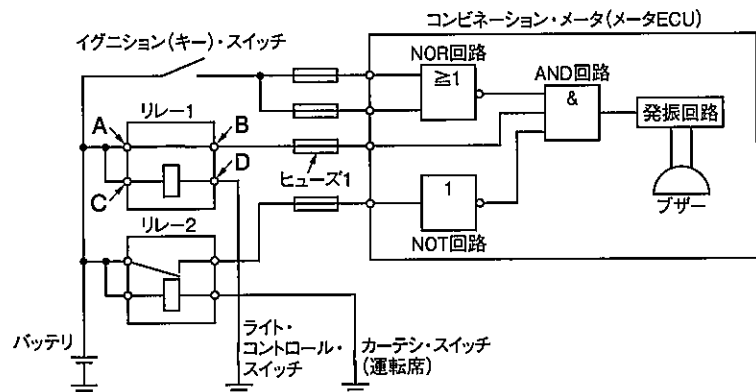 コンビネーション・メータ(メータECU)
イグニション(キー)・スイッチ
NOR回路
≧1
AND回路
&
発振回路
ブザー
リレー1
A
B
C
D
ヒューズ1
1
NOT回路
リレー2
バッテリ
ライト・
コントロール・
スイッチ
カーテシ・スイッチ
(運転席)